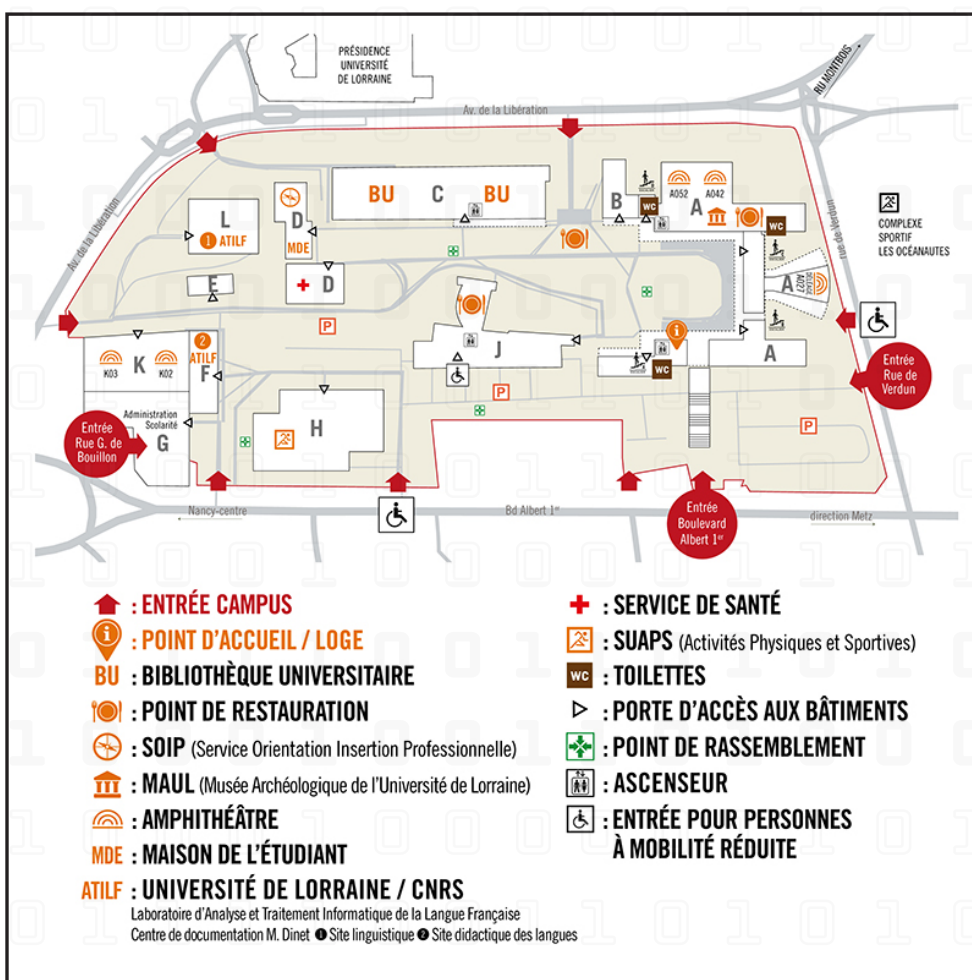 PRÉSIDENCE
UNIVERSITÉ
DE LORRAINE
RU MONTBOIS
Av. de la Libération
Av. de la Libération
rue de Verdun
COMPLEXE
SPORTIF
LES OCÉANAUTES
BU C BU
B
A052 A042
A
WC
WC
L
1 ATILF
D
MDE
E
D
P
A
DELEAGE
A027
i
J
A
WC
K
K03 K02
2
ATILF
F
Administration
Scolarité
G
H
P
P
Entrée
Rue G. de
Bouillon
Entrée
Rue de
Verdun
Entrée
Boulevard
Albert 1er
Nancy-centre
Bd Albert 1er
direction Metz
: ENTRÉE CAMPUS
i : POINT D'ACCUEIL / LOGE
BU : BIBLIOTHÈQUE UNIVERSITAIRE
: POINT DE RESTAURATION
: SOIP (Service Orientation Insertion Professionnelle)
: MAUL (Musée Archéologique de l'Université de Lorraine)
: AMPHITHÉÂTRE
MDE : MAISON DE L'ÉTUDIANT
ATILF : UNIVERSITÉ DE LORRAINE / CNRS
Laboratoire d'Analyse et Traitement Informatique de la Langue Française
Centre de documentation M. Dinet 1 Site linguistique 2 Site didactique des langues
: SERVICE DE SANTÉ
: SUAPS (Activités Physiques et Sportives)
WC : TOILETTES
: PORTE D'ACCÈS AUX BÂTIMENTS
: POINT DE RASSEMBLEMENT
: ASCENSEUR
: ENTRÉE POUR PERSONNES
À MOBILITÉ RÉDUITE